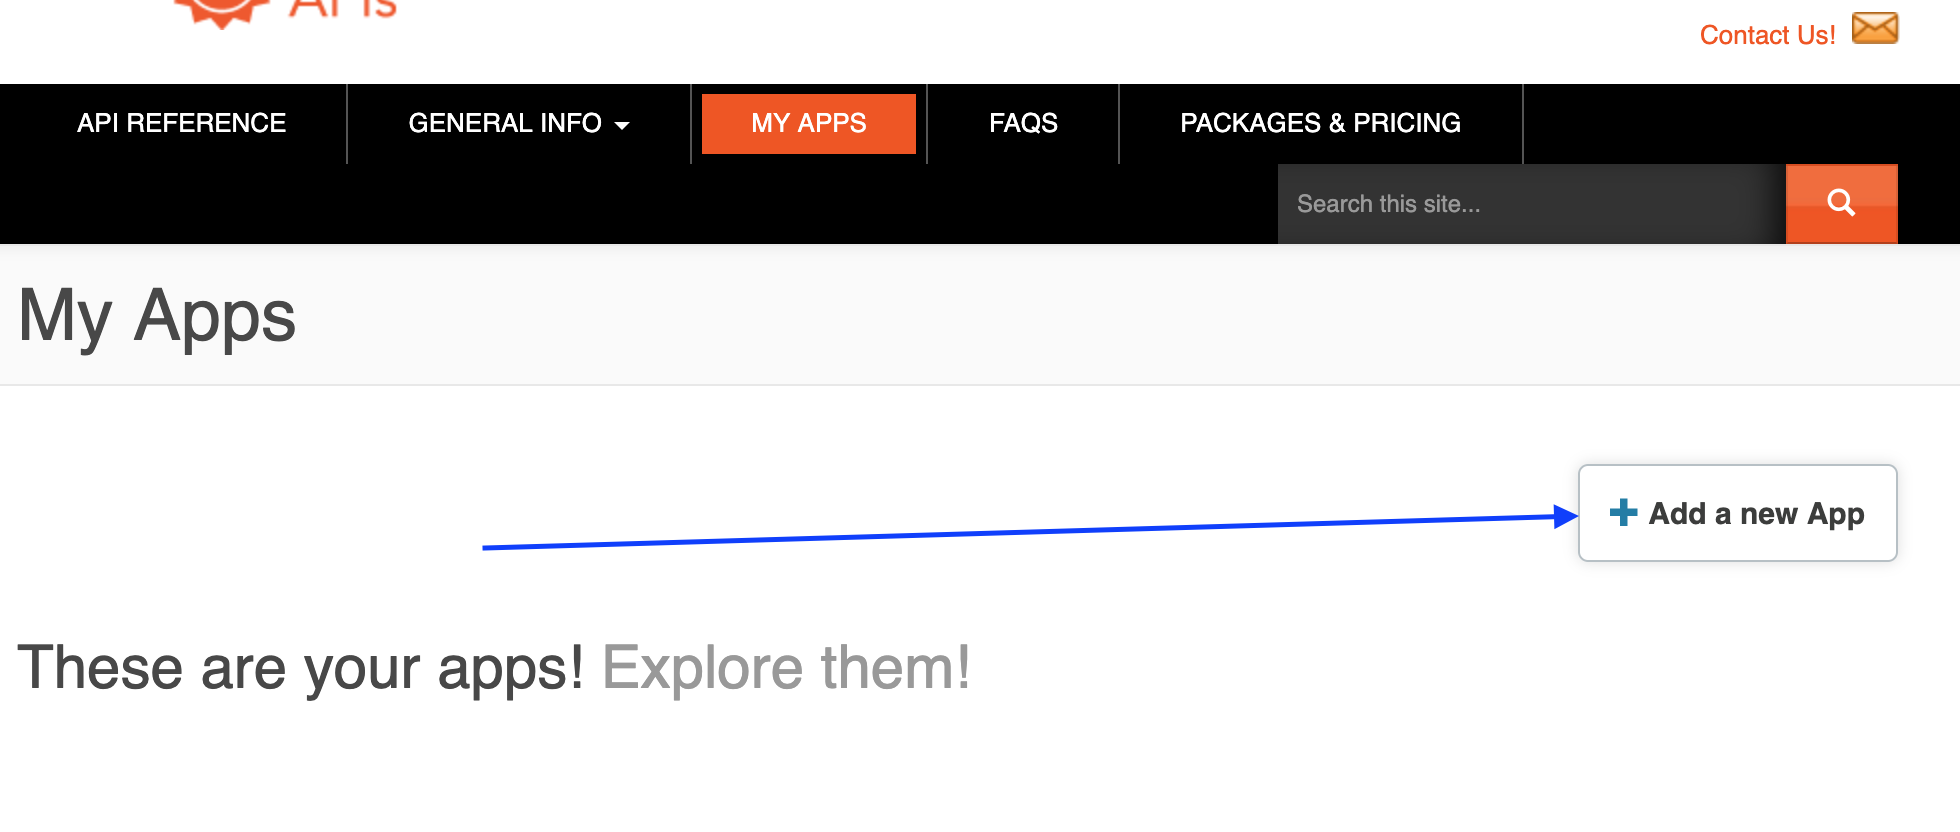 APIs
Contact Us!
API REFERENCE
GENERAL INFO
MY APPS
FAQS
PACKAGES & PRICING
Search this site...
My Apps
Add a new App
These are your apps! Explore them!